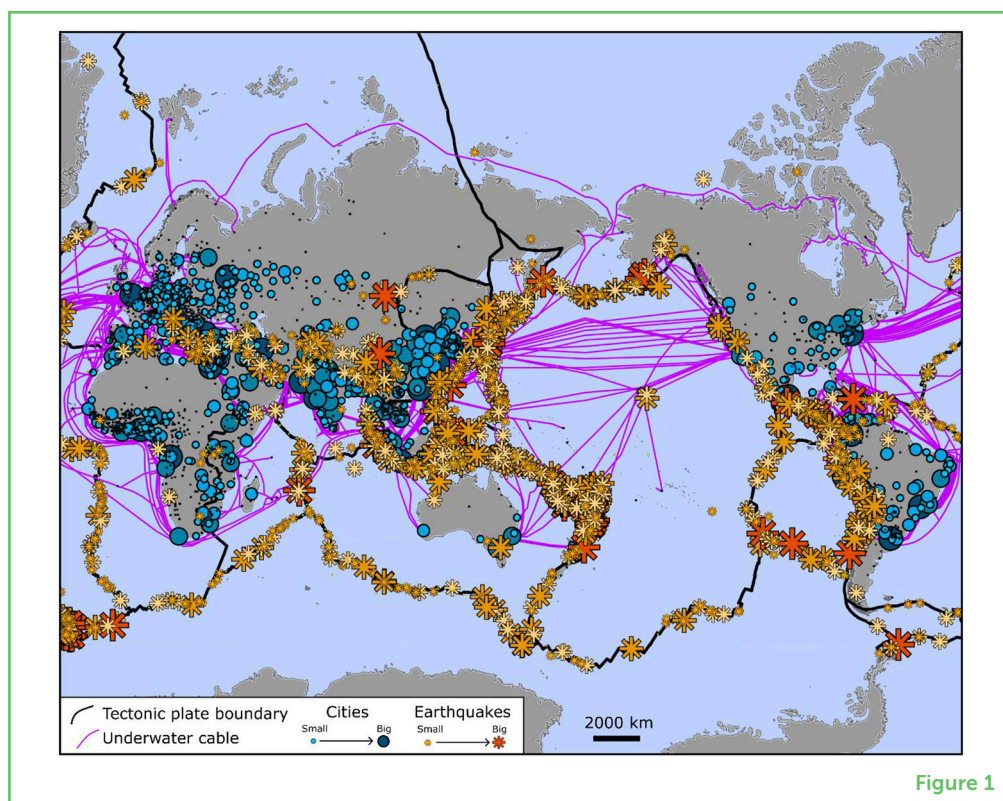 Tectonic plate boundary
Underwater cable
Cities
Small Big
Earthquakes
Small Big
2000 km
Figure 1